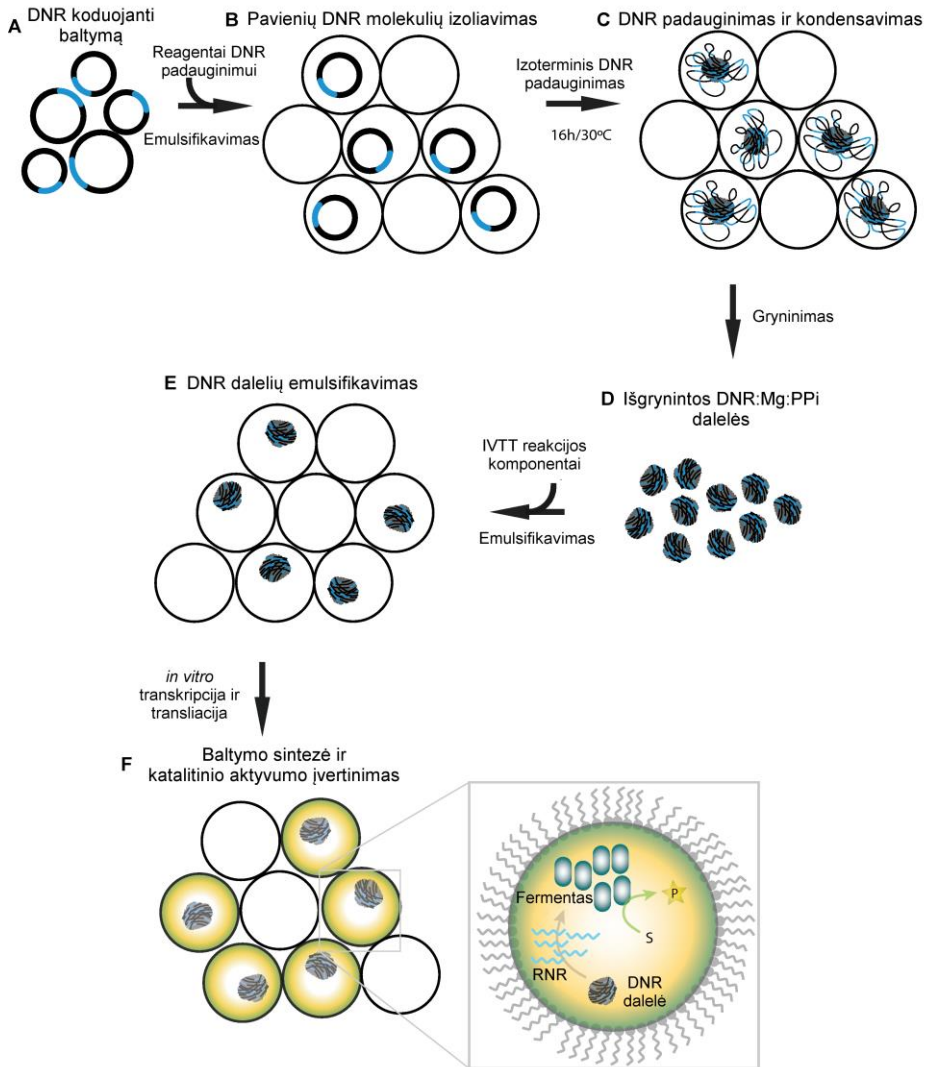 A DNR koduojanti
baltymą
Reagentai DNR
padauginimui
Emulsifikavimas
B Pavienių DNR molekulių izoliavimas
Izoterminis DNR
padauginimas
16h/30ºC
C DNR padauginimas ir kondensavimas
Gryninimas
D Išgrynintos DNR:Mg:PPi
dalelės
IVTT reakcijos
komponentai
Emulsifikavimas
E DNR dalelių emulsifikavimas
in vitro
transkripcija ir
transliacija
F Baltymo sintezė ir
katalitinio aktyvumo įvertinimas
Fermentas
P
S
RNR
DNR
dalelė